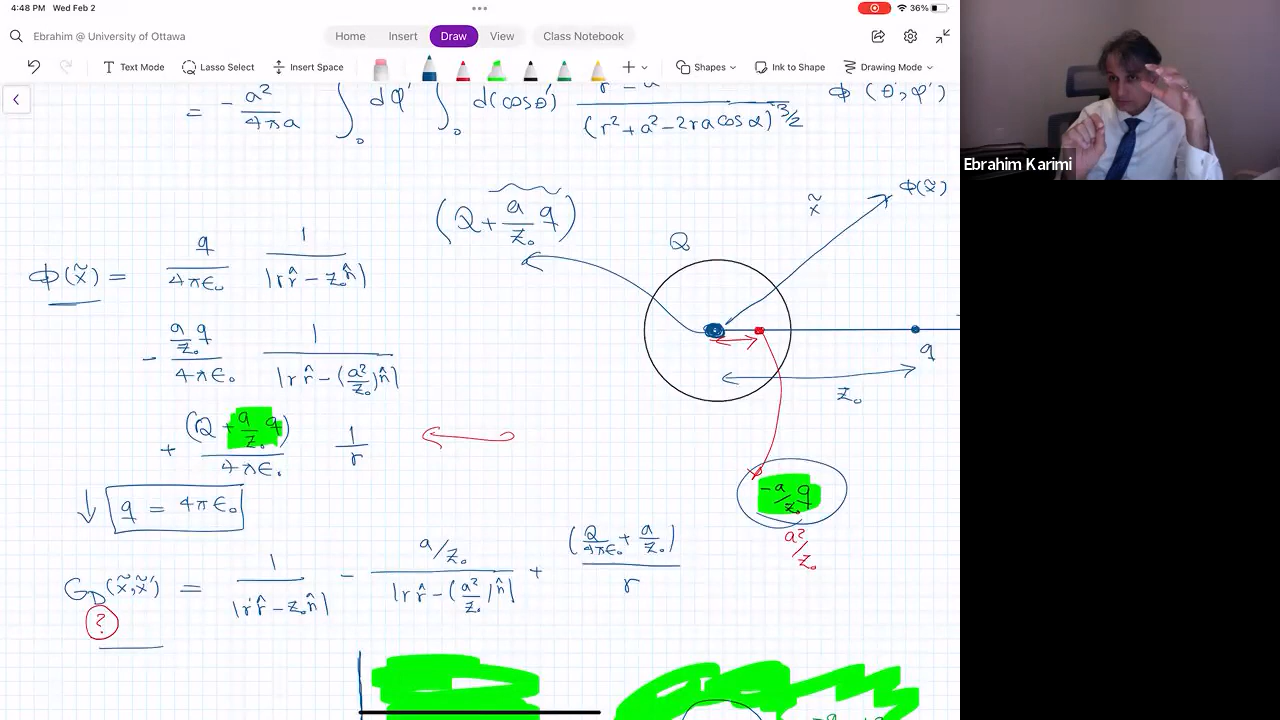 4:48 PM Wed Feb 2
36%
Ebrahim @ University of Ottawa
Home Insert Draw View Class Notebook
Text Mode Lasso Select Insert Space Shapes Ink to Shape Drawing Mode
= - a²/4πa ∫₀ dφ' ∫₀ d(cosθ') / (r² + a² - 2ra cos α)^3/2 Φ(θ', φ')
Ebrahim Karimi
(Q + a/z₀ q)
Q
x̃
Φ(x̃)
Φ(x̃) = q/4πε₀ 1/|r r̂ - z₀ n̂|
- (a/z₀ q)/4πε₀ 1/|r r̂ - (a²/z₀) n̂|
q
z₀
+ (Q + a/z₀ q)/4πε₀ 1/r
-a/z₀ q
a²/z₀
↓ q = 4πε₀
G_D(x̃, x̃') = 1/|r r̂ - z₀ n̂| - (a/z₀)/|r r̂ - (a²/z₀) n̂| + (Q/4πε₀ + a/z₀)/r
?